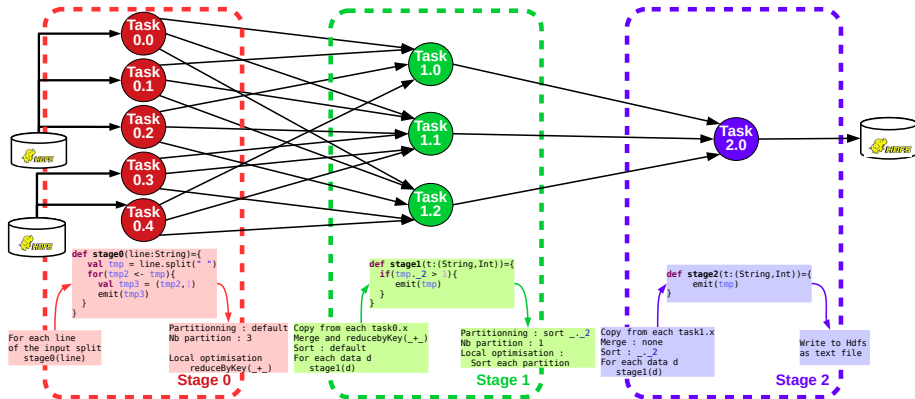 Task
0.0
Task
0.1
Task
0.2
Task
0.3
Task
0.4
HDFS
HDFS
Task
1.0
Task
1.1
Task
1.2
Task
2.0
HDFS
def stage0(line:String)={
val tmp = line.split(" ")
for(tmp2 <- tmp){
val tmp3 = (tmp2,1)
emit(tmp3)
}
}
For each line
of the input split
stage0(line)
Partitionning : default
Nb partition : 3
Local optimisation
reduceByKey(_+_)
Stage 0
def stage1(t:(String,Int))={
if(tmp._2 > 1){
emit(tmp)
}
}
Copy from each task0.x
Merge and reducebyKey(_+_)
Sort : default
For each data d
stage1(d)
Partitionning : sort _._2
Nb partition : 1
Local optimisation :
Sort each partition
Stage 1
def stage2(t:(String,Int))={
emit(tmp)
}
Copy from each task1.x
Merge : none
Sort : _._2
For each data d
stage1(d)
Write to Hdfs
as text file
Stage 2